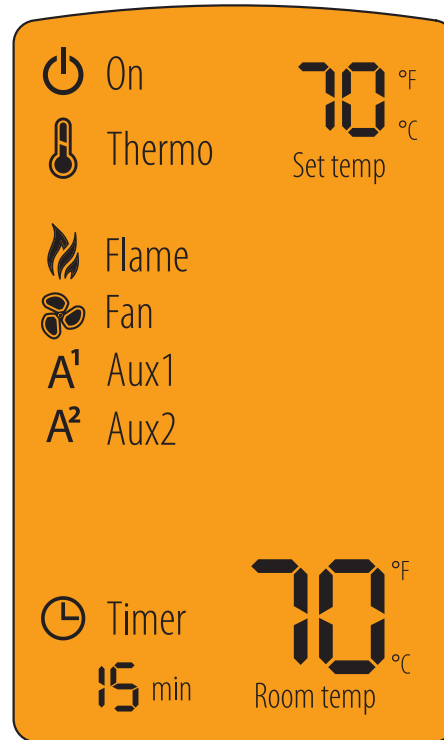 On
70 °F
°C
Thermo
Set temp
Flame
Fan
A¹ Aux1
A² Aux2
70 °F
°C
Timer
15 min
Room temp